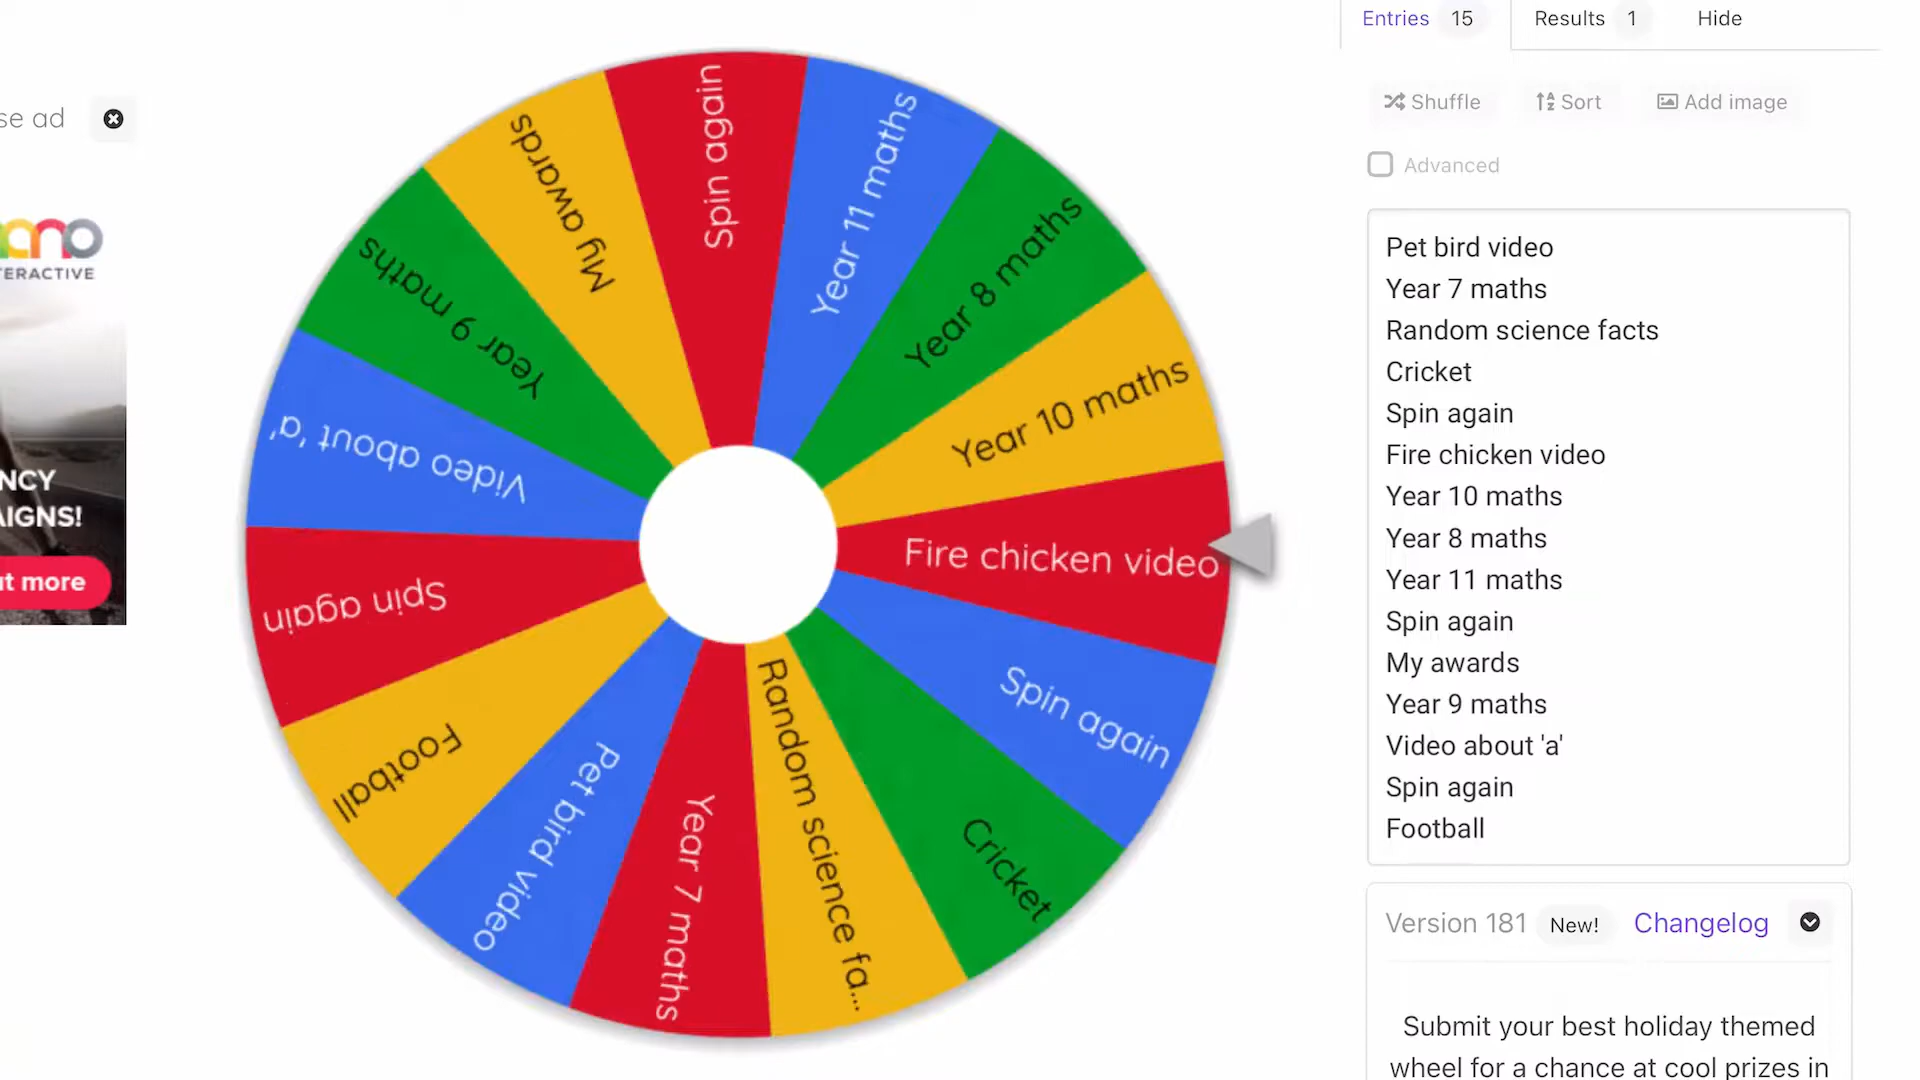 Entries 15
Results 1
Hide
se ad
Shuffle
Sort
Add image
Advanced
TERACTIVE
NCY
AIGNS!
t more
Spin again
Year 11 maths
Year 8 maths
Year 10 maths
Fire chicken video
Spin again
Cricket
Random science fa...
Year 7 maths
Pet bird video
Football
Spin again
Video about 'a'
Year 9 maths
My awards
Pet bird video
Year 7 maths
Random science facts
Cricket
Spin again
Fire chicken video
Year 10 maths
Year 8 maths
Year 11 maths
Spin again
My awards
Year 9 maths
Video about 'a'
Spin again
Football
Version 181 New! Changelog
Submit your best holiday themed
wheel for a chance at cool prizes in